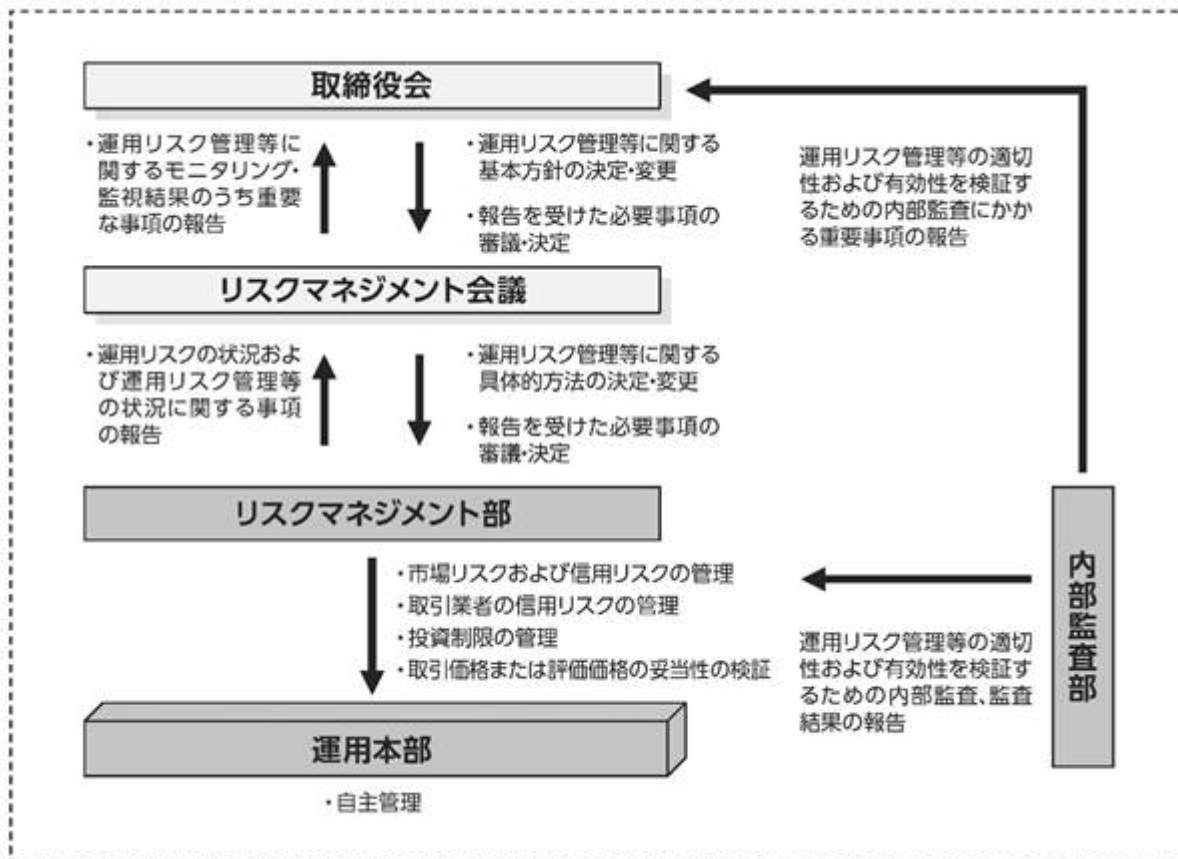 取締役会
・運用リスク管理等に
関するモニタリング・
監視結果のうち重要
な事項の報告
・運用リスク管理等に関する
基本方針の決定・変更
・報告を受けた必要事項の
審議・決定
運用リスク管理等の適切
性および有効性を検証す
るための内部監査にかか
る重要事項の報告
リスクマネジメント会議
・運用リスクの状況およ
び運用リスク管理等
の状況に関する事項
の報告
・運用リスク管理等に関する
具体的方法の決定・変更
・報告を受けた必要事項の
審議・決定
リスクマネジメント部
・市場リスクおよび信用リスクの管理
・取引業者の信用リスクの管理
・投資制限の管理
・取引価格または評価価格の妥当性の検証
運用リスク管理等の適切
性および有効性を検証す
るための内部監査、監査
結果の報告
内部監査部
運用本部
・自主管理